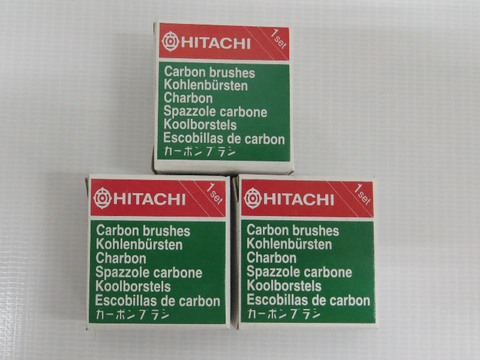 HITACHI
1 set
Carbon brushes
Kohlenbürsten
Charbon
Spazzole carbone
Koolborstels
Escobillas de carbon
カーボンブラシ
HITACHI
1 set
Carbon brushes
Kohlenbürsten
Charbon
Spazzole carbone
Koolborstels
Escobillas de carbon
カーボンブラシ
HITACHI
1 set
Carbon brushes
Kohlenbürsten
Charbon
Spazzole carbone
Koolborstels
Escobillas de carbon
カーボンブラシ